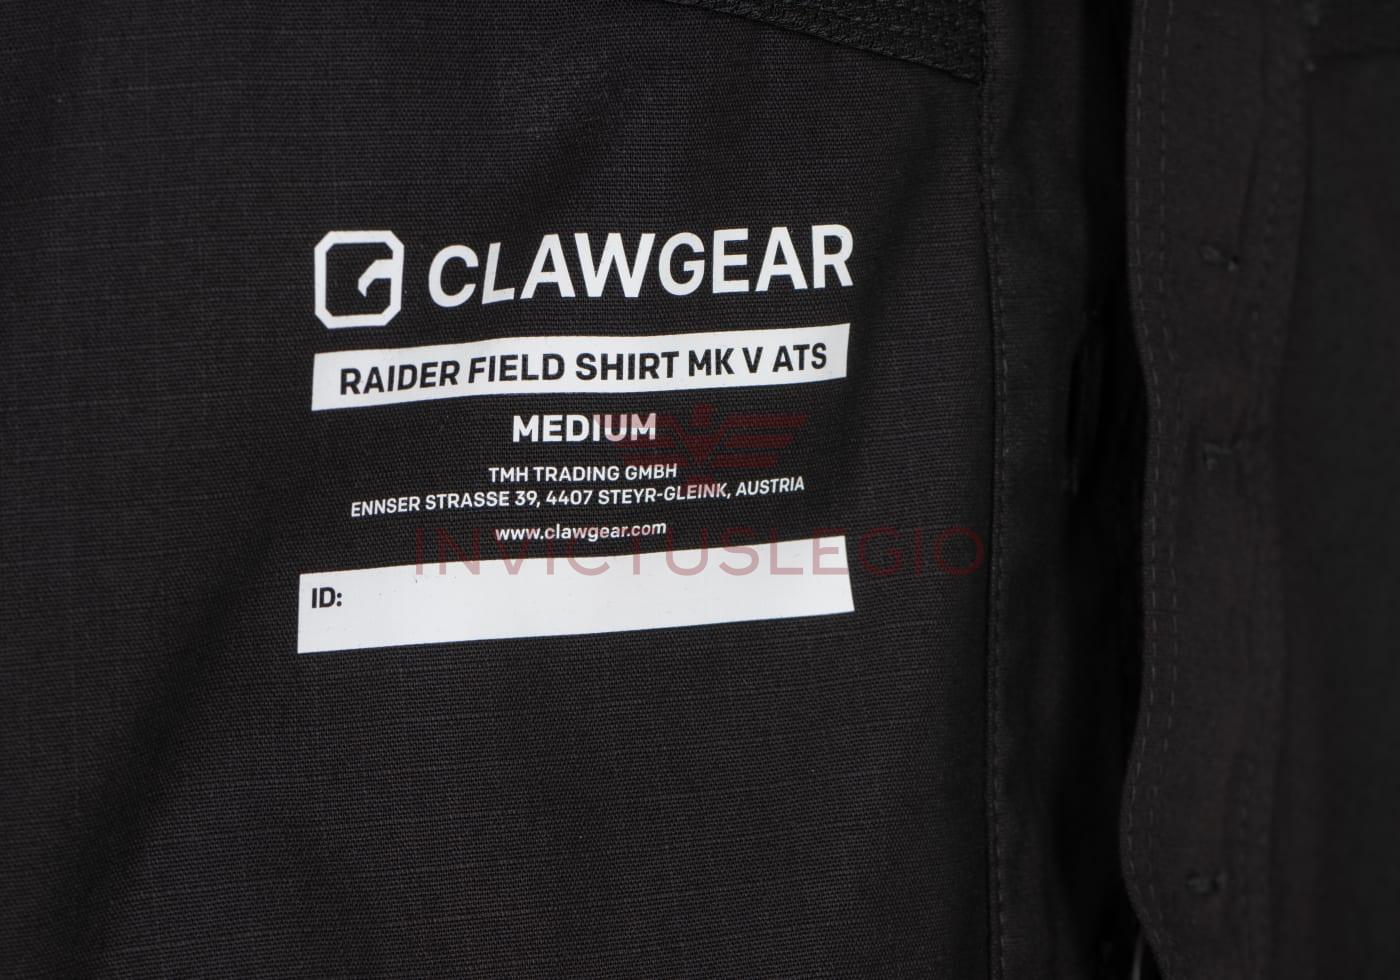 CLAWGEAR
RAIDER FIELD SHIRT MK V ATS
MEDIUM
TMH TRADING GMBH
ENNSER STRASSE 39, 4407 STEYR-GLEINK, AUSTRIA
www.clawgear.com
INVICTUSLEGIO
ID: